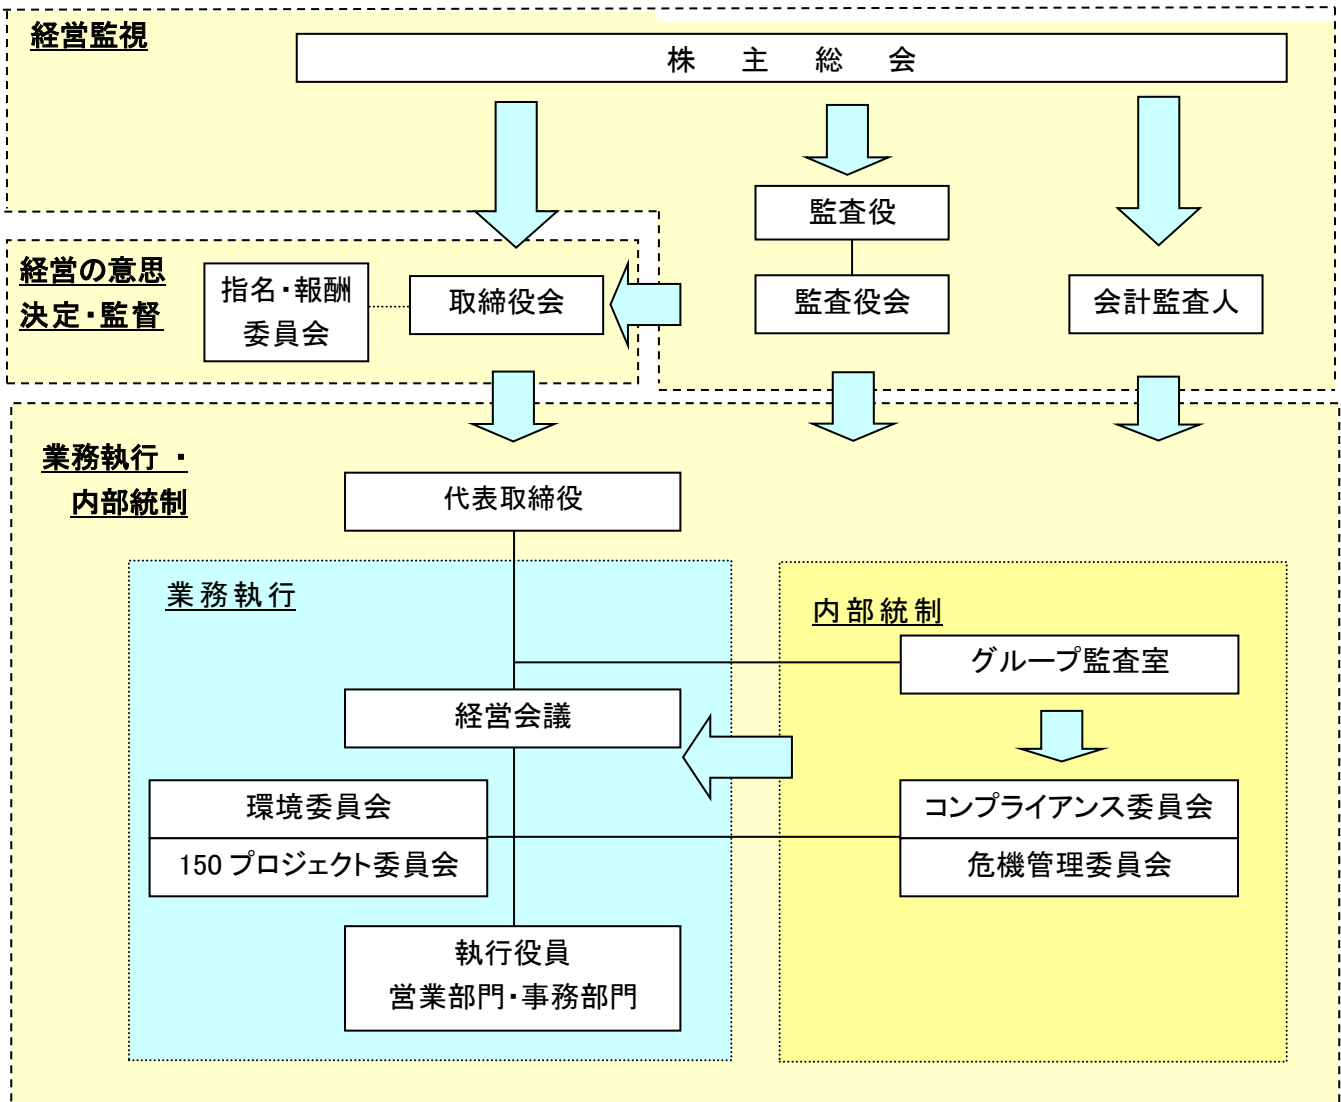 経営監視
株 主 総 会
監査役
経営の意思
決定・監督
指名・報酬
委員会
取締役会
監査役会
会計監査人
業務執行 ・
内部統制
代表取締役
業務執行
内部統制
グループ監査室
経営会議
環境委員会
150 プロジェクト委員会
コンプライアンス委員会
危機管理委員会
執行役員
営業部門・事務部門